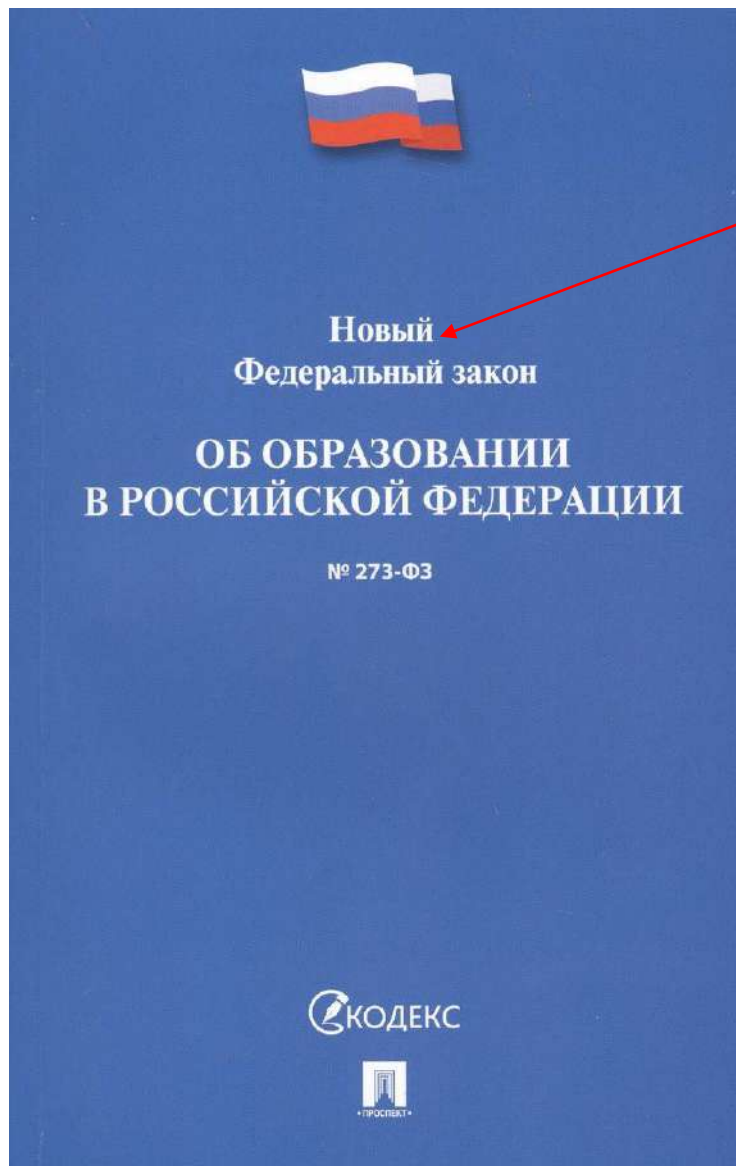 Новый
Федеральный закон
ОБ ОБРАЗОВАНИИ
В РОССИЙСКОЙ ФЕДЕРАЦИИ
№ 273-ФЗ
КОДЕКС
•ПРОСПЕКТ•